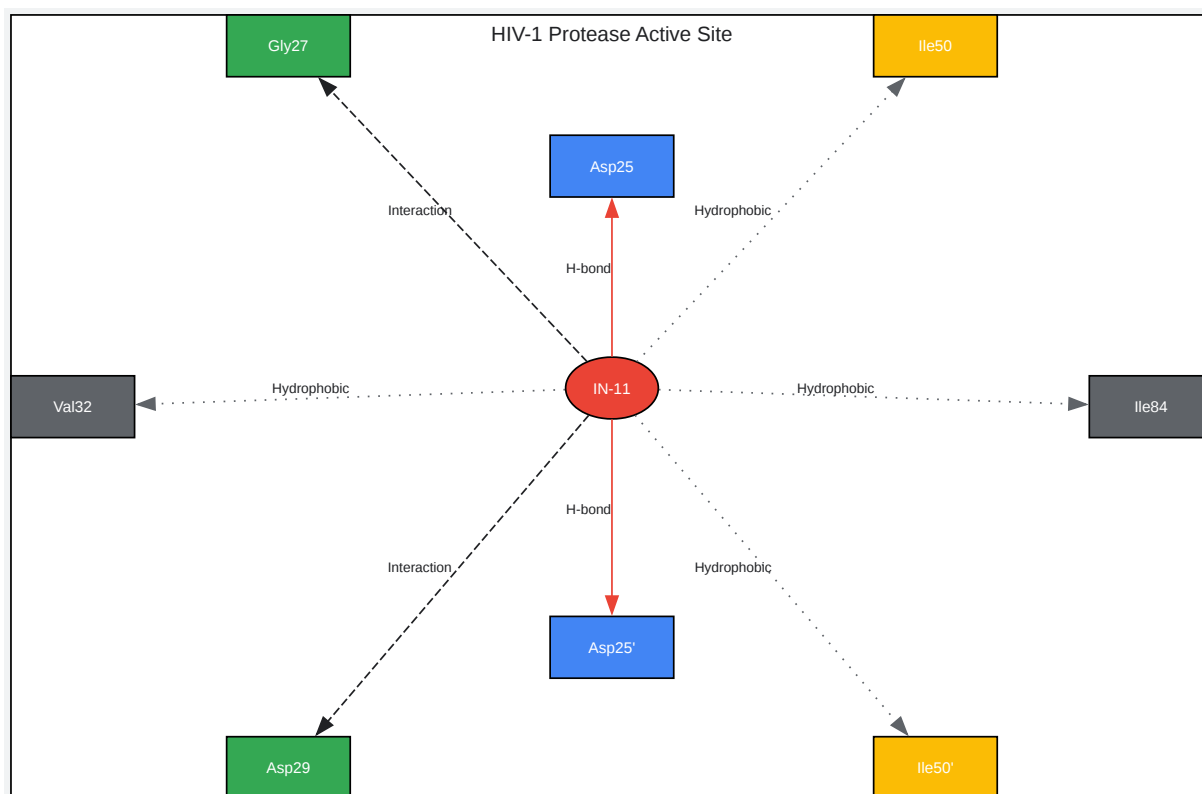 HIV-1 Protease Active Site
Gly27
Ile50
Asp25
Interaction
Hydrophobic
H-bond
Val32
Hydrophobic
IN-11
Hydrophobic
Ile84
H-bond
Interaction
Hydrophobic
Asp25'
Asp29
Ile50'